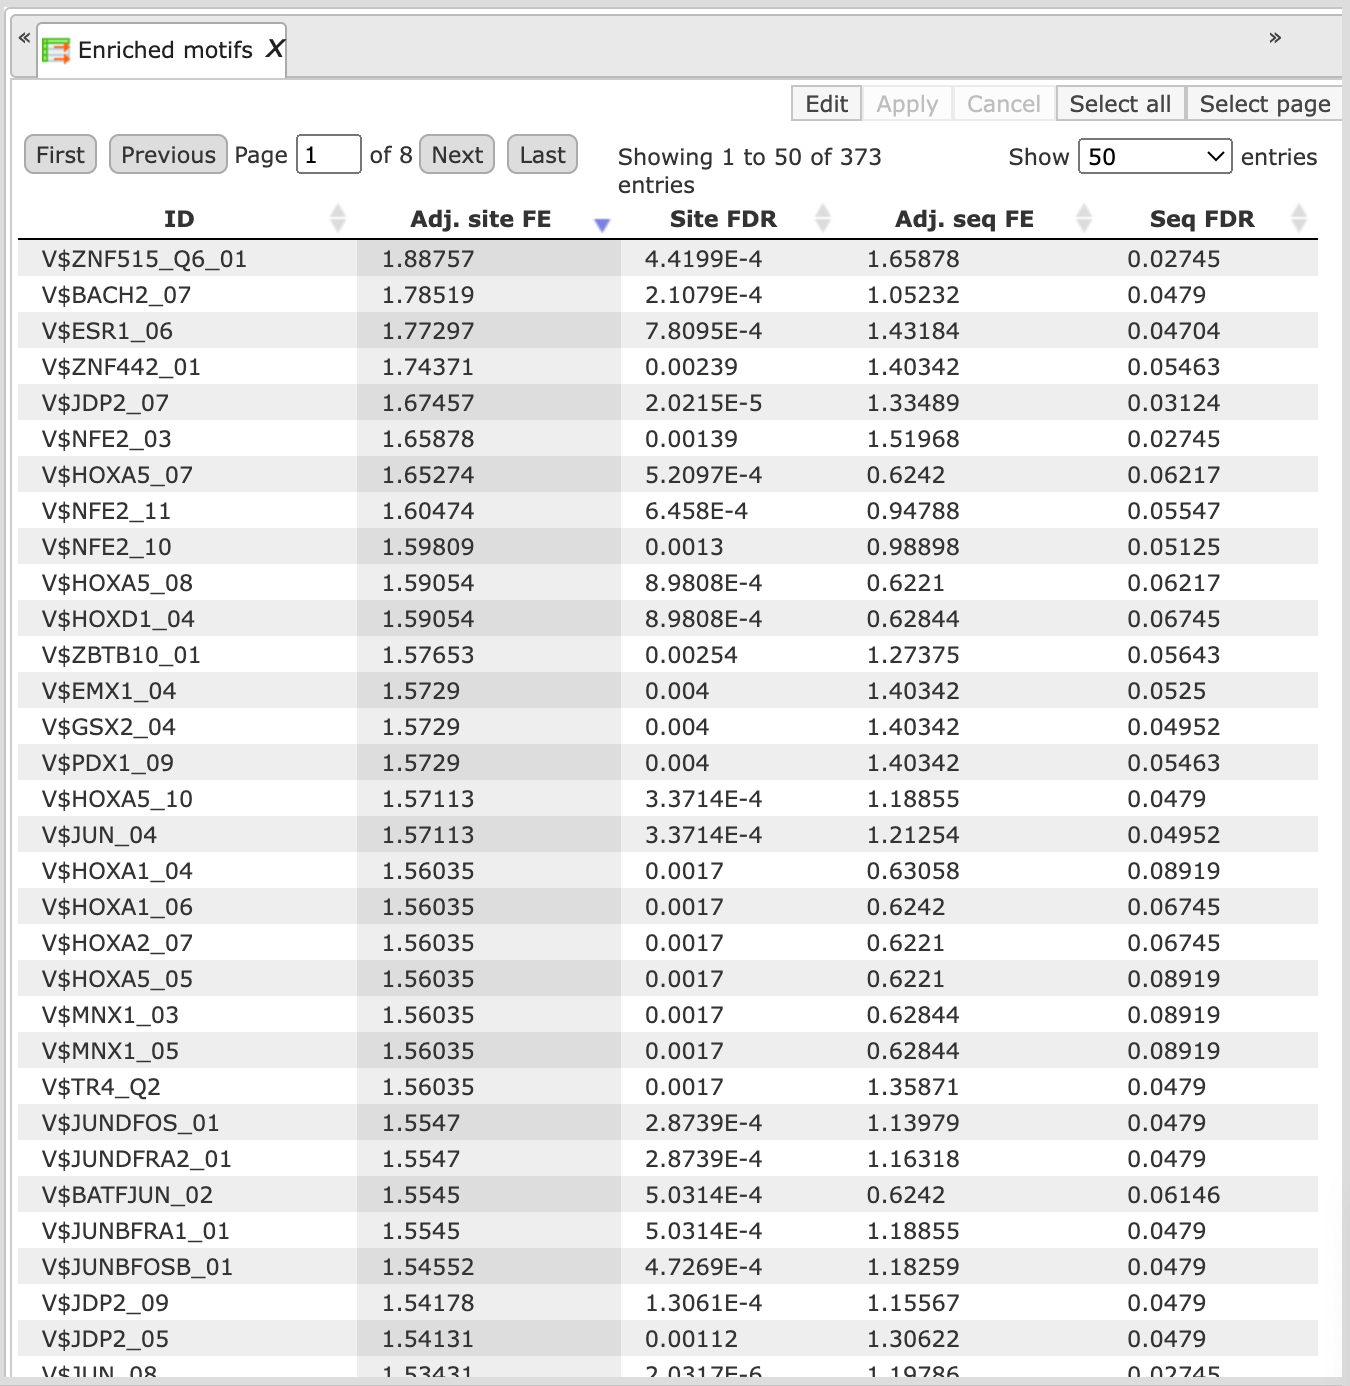 «
Enriched motifs X
»
Edit Apply Cancel Select all Select page
First Previous Page 1 of 8 Next Last Showing 1 to 50 of 373 entries Show 50 entries
ID Adj. site FE Site FDR Adj. seq FE Seq FDR
V$ZNF515_Q6_01 1.88757 4.4199E-4 1.65878 0.02745
V$BACH2_07 1.78519 2.1079E-4 1.05232 0.0479
V$ESR1_06 1.77297 7.8095E-4 1.43184 0.04704
V$ZNF442_01 1.74371 0.00239 1.40342 0.05463
V$JDP2_07 1.67457 2.0215E-5 1.33489 0.03124
V$NFE2_03 1.65878 0.00139 1.51968 0.02745
V$HOXA5_07 1.65274 5.2097E-4 0.6242 0.06217
V$NFE2_11 1.60474 6.458E-4 0.94788 0.05547
V$NFE2_10 1.59809 0.0013 0.98898 0.05125
V$HOXA5_08 1.59054 8.9808E-4 0.6221 0.06217
V$HOXD1_04 1.59054 8.9808E-4 0.62844 0.06745
V$ZBTB10_01 1.57653 0.00254 1.27375 0.05643
V$EMX1_04 1.5729 0.004 1.40342 0.0525
V$GSX2_04 1.5729 0.004 1.40342 0.04952
V$PDX1_09 1.5729 0.004 1.40342 0.05463
V$HOXA5_10 1.57113 3.3714E-4 1.18855 0.0479
V$JUN_04 1.57113 3.3714E-4 1.21254 0.04952
V$HOXA1_04 1.56035 0.0017 0.63058 0.08919
V$HOXA1_06 1.56035 0.0017 0.6242 0.06745
V$HOXA2_07 1.56035 0.0017 0.6221 0.06745
V$HOXA5_05 1.56035 0.0017 0.6221 0.08919
V$MNX1_03 1.56035 0.0017 0.62844 0.08919
V$MNX1_05 1.56035 0.0017 0.62844 0.08919
V$TR4_Q2 1.56035 0.0017 1.35871 0.0479
V$JUNDFOS_01 1.5547 2.8739E-4 1.13979 0.0479
V$JUNDFRA2_01 1.5547 2.8739E-4 1.16318 0.0479
V$BATFJUN_02 1.5545 5.0314E-4 0.6242 0.06146
V$JUNBFRA1_01 1.5545 5.0314E-4 1.18855 0.0479
V$JUNBFOSB_01 1.54552 4.7269E-4 1.18259 0.0479
V$JDP2_09 1.54178 1.3061E-4 1.15567 0.0479
V$JDP2_05 1.54131 0.00112 1.30622 0.0479
V$JUN_08 1.53431 2.0317E-6 1.19786 0.02745